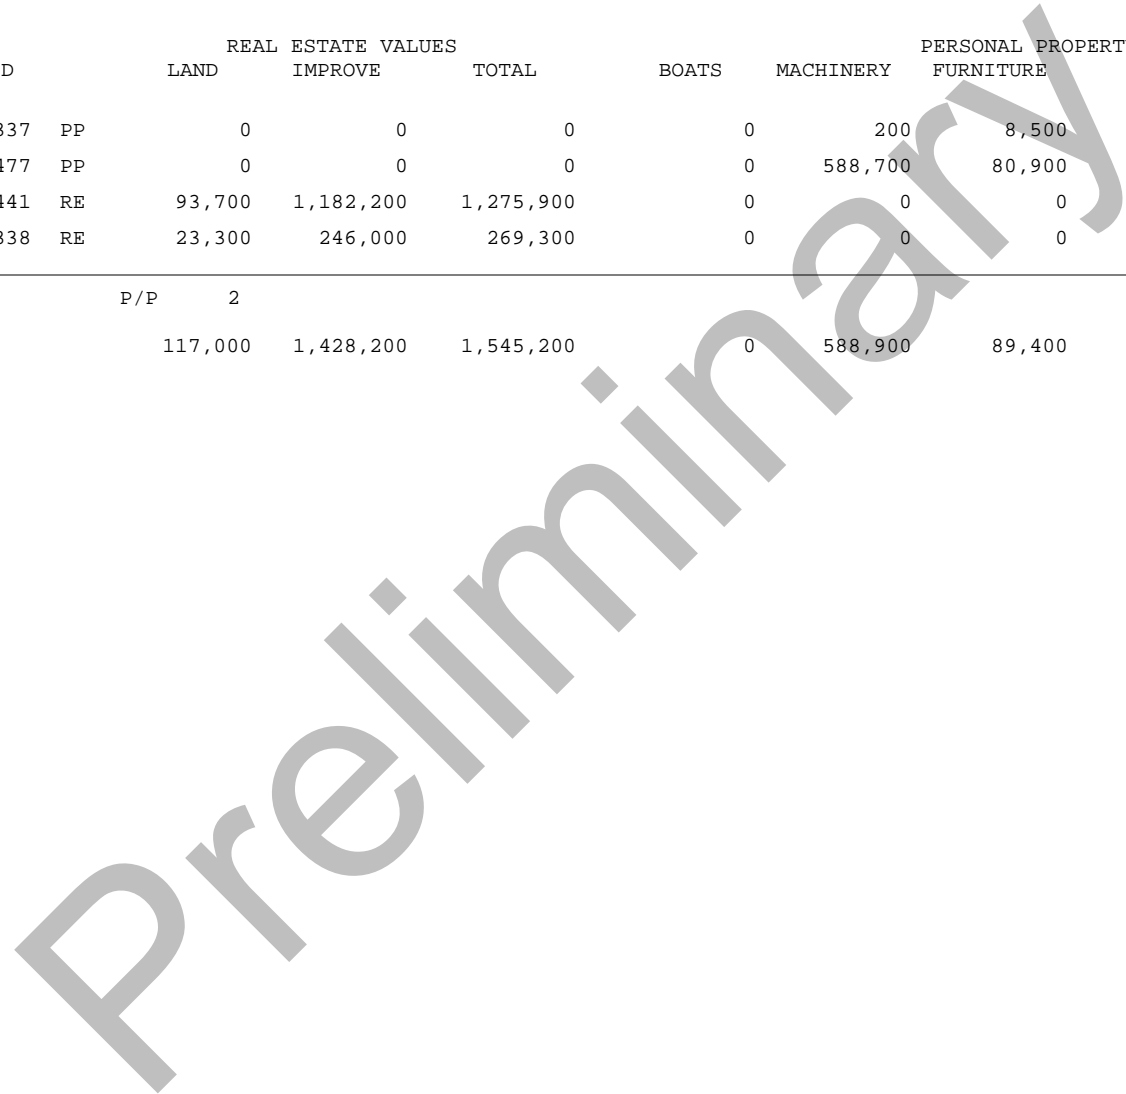 REAL ESTATE VALUES PERSONAL PROPERT
D LAND IMPROVE TOTAL BOATS MACHINERY FURNITURE
337 PP 0 0 0 0 200 8,500
477 PP 0 0 0 0 588,700 80,900
441 RE 93,700 1,182,200 1,275,900 0 0 0
338 RE 23,300 246,000 269,300 0 0 0
P/P 2
117,000 1,428,200 1,545,200 0 588,900 89,400
Preliminary